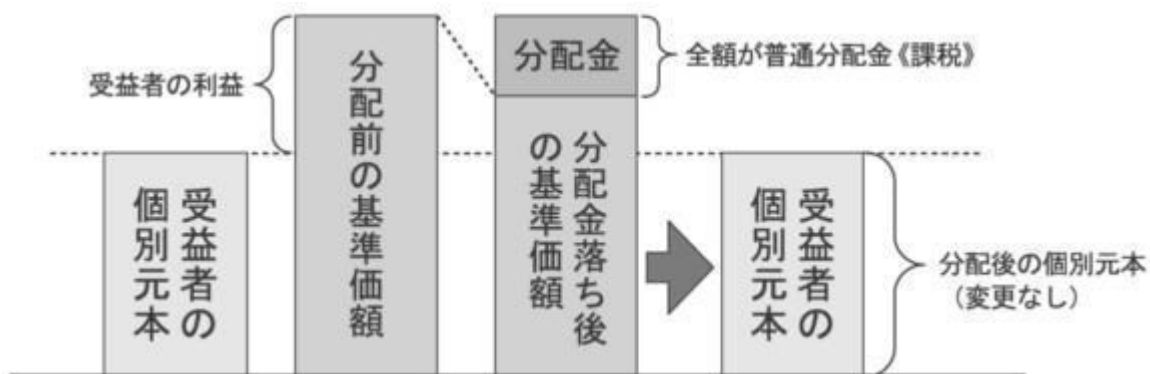 受益者の利益
受益者の
個別元本
分配前の基準価額
分配金
全額が普通分配金《課税》
分配金落ち後
の基準価額
受益者の
個別元本
分配後の個別元本
（変更なし）